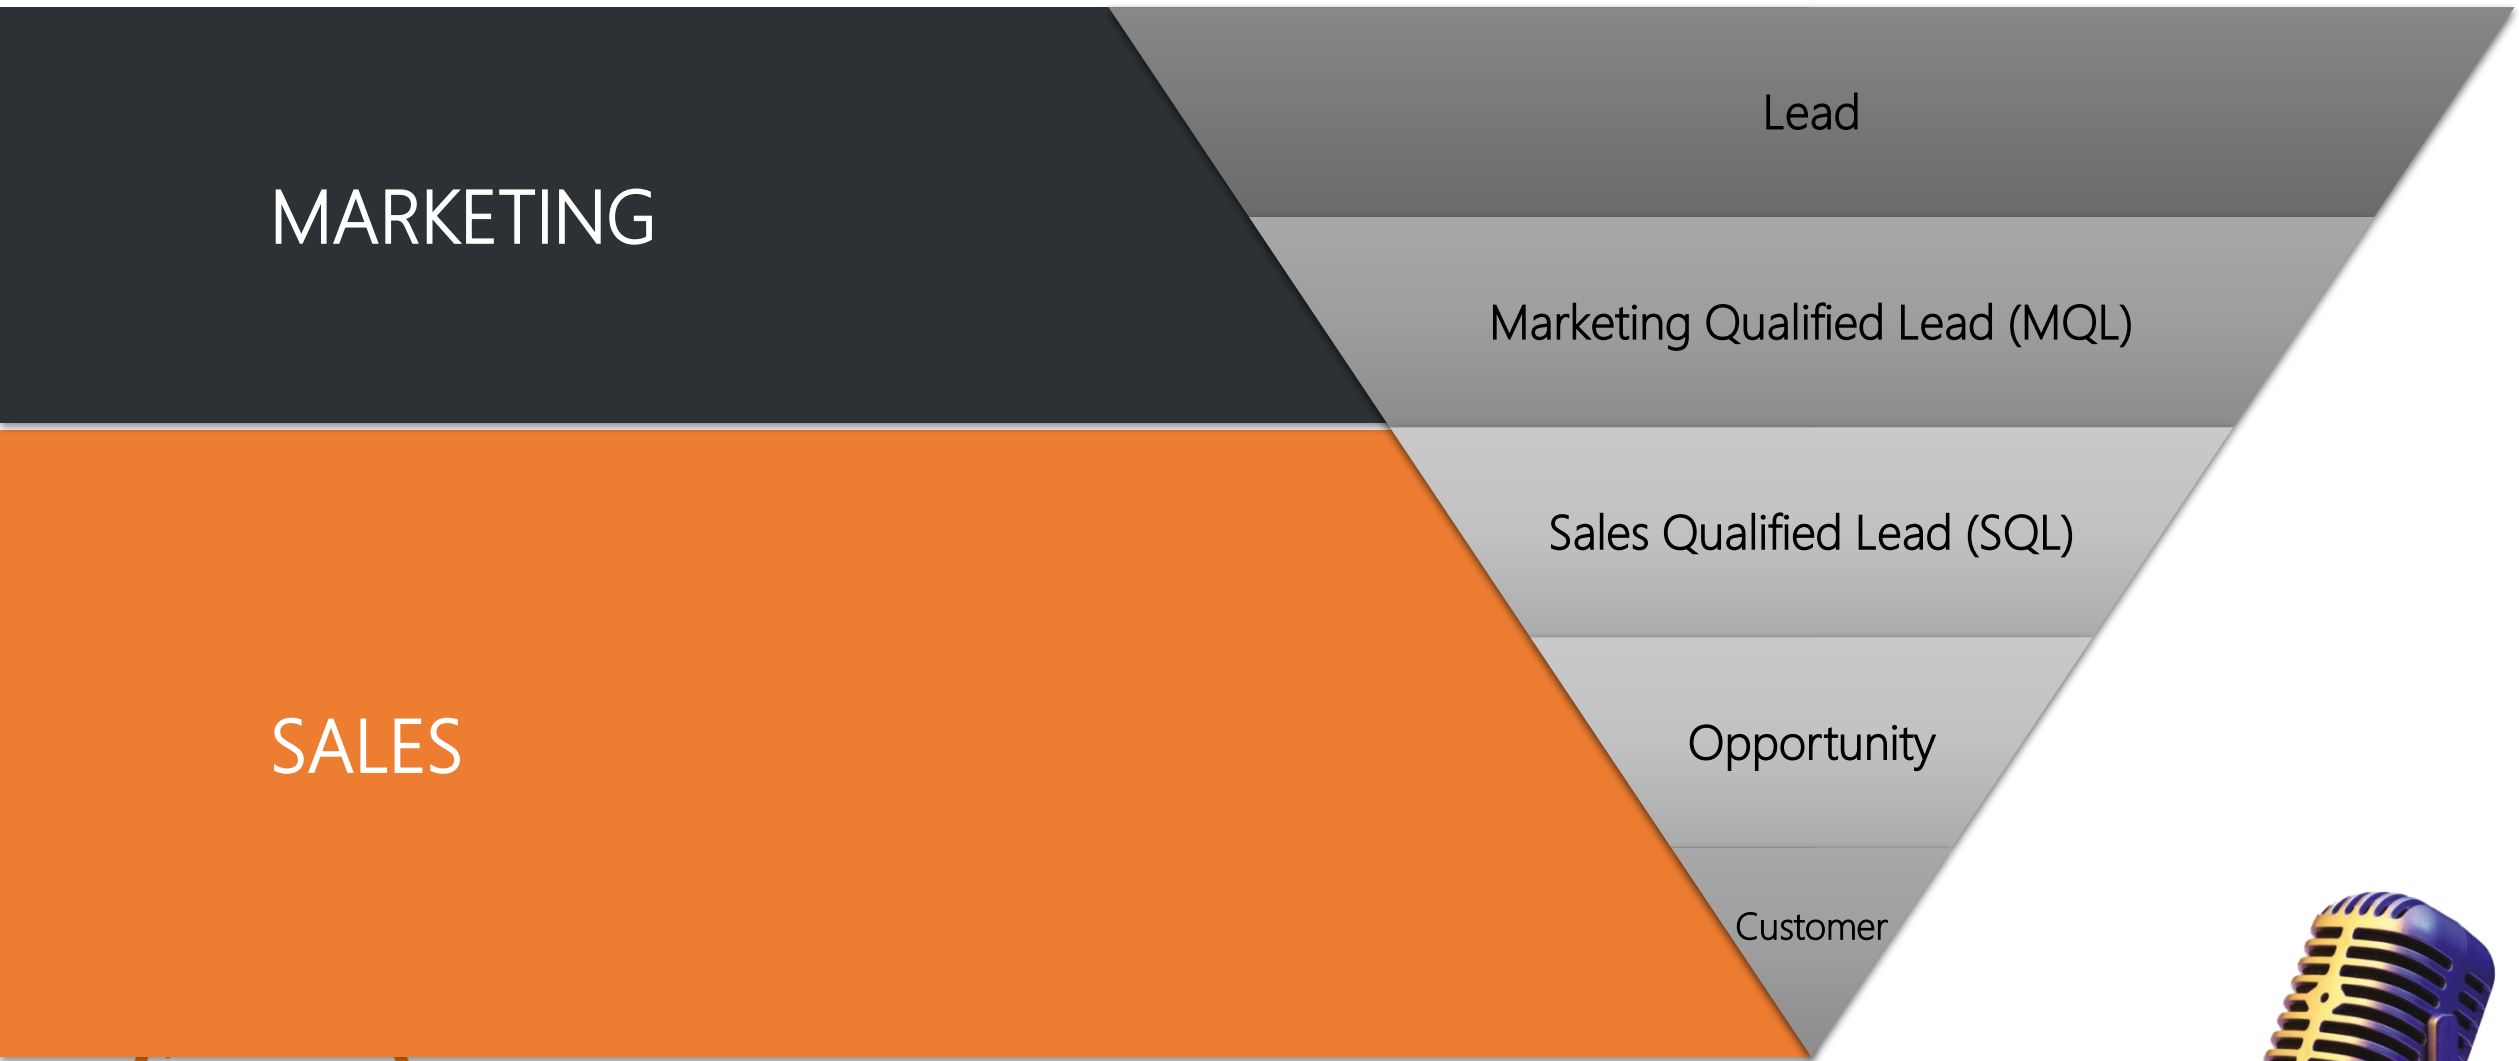 MARKETING
Lead
Marketing Qualified Lead (MQL)
SALES
Sales Qualified Lead (SQL)
Opportunity
Customer